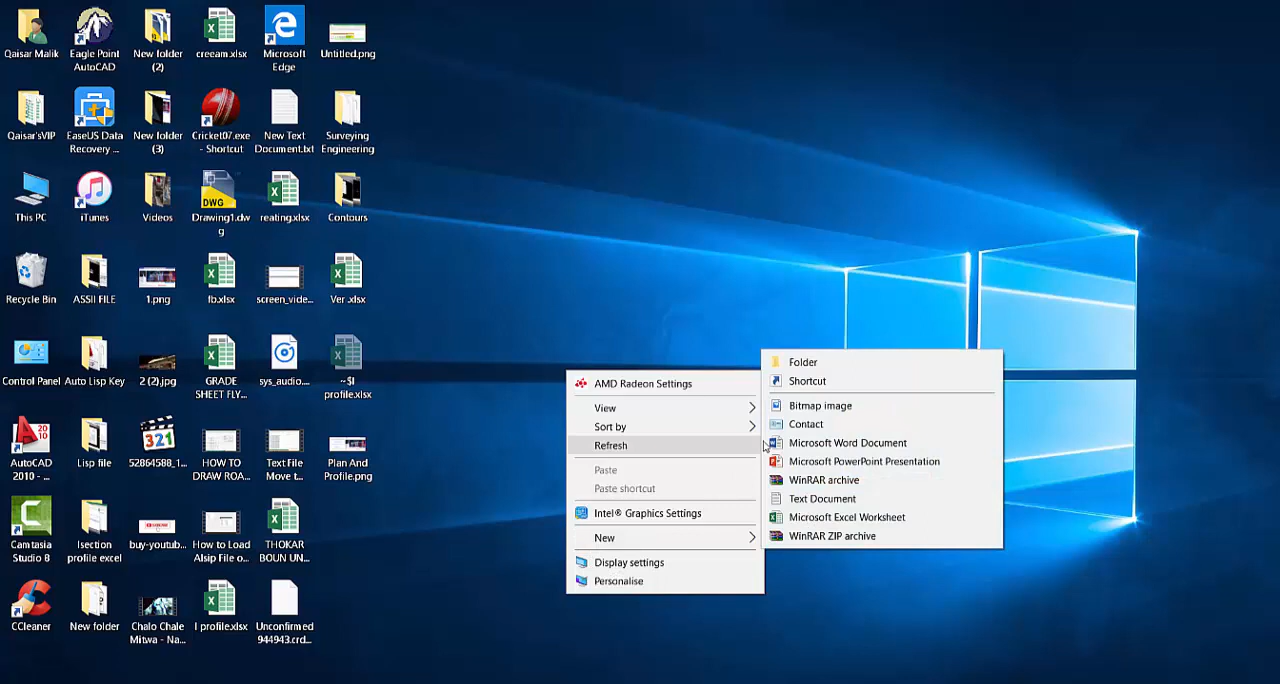 Qaisar Malik
Eagle Point
AutoCAD
New folder
(2)
creeam.xlsx
Microsoft
Edge
Untitled.png
Qaisar'sVIP
EaseUS Data
Recovery ...
New folder
(3)
Cricket07.exe
- Shortcut
New Text
Document.txt
Surveying
Engineering
This PC
iTunes
Videos
DWG
Drawing1.dw
g
reating.xlsx
Contours
Recycle Bin
ASSII FILE
1.png
fb.xlsx
screen_vide...
Ver .xlsx
Control Panel
Auto Lisp Key
2 (2).jpg
GRADE
SHEET FLY...
sys_audio....
~$l
profile.xlsx
AutoCAD
2010 - ...
Lisp file
321
52864588_1...
HOW TO
DRAW ROA...
Text File
Move t...
Plan And
Profile.png
Camtasia
Studio 8
lsection
profile excel
buy-youtub...
How to Load
Alsip File o...
THOKAR
BOUN UN...
CCleaner
New folder
Chalo Chale
Mitwa - Na...
l profile.xlsx
Unconfirmed
944943.crd...
AMD Radeon Settings
View
Sort by
Refresh
Paste
Paste shortcut
Intel® Graphics Settings
New
Display settings
Personalise
Folder
Shortcut
Bitmap image
Contact
Microsoft Word Document
Microsoft PowerPoint Presentation
WinRAR archive
Text Document
Microsoft Excel Worksheet
WinRAR ZIP archive